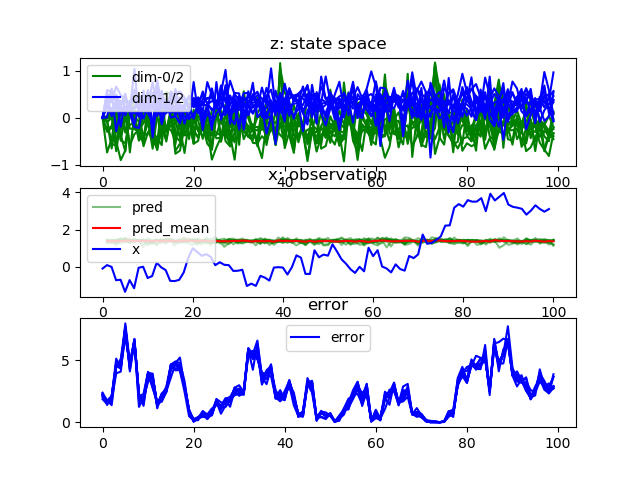 z: state space
1
0
−1
dim-0/2
dim-1/2
0 20 40 60 80 100
x: observation
4
2
0
pred
pred_mean
x
0 20 40 60 80 100
error
5
0
error
0 20 40 60 80 100